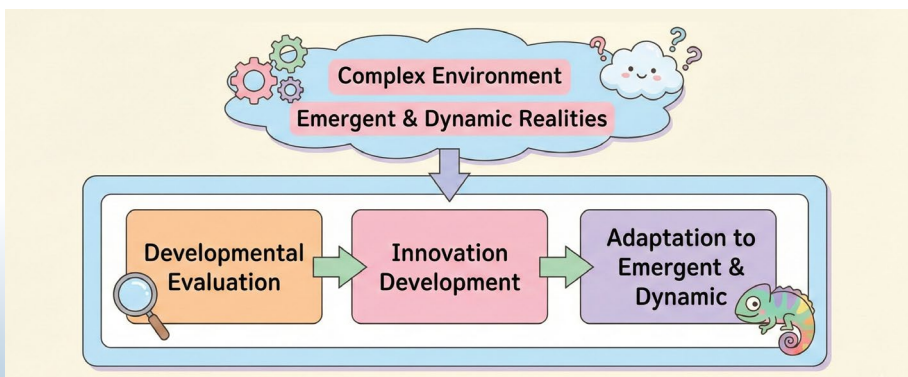 Complex Environment
Emergent & Dynamic Realities
Developmental
Evaluation
Innovation
Development
Adaptation to
Emergent &
Dynamic